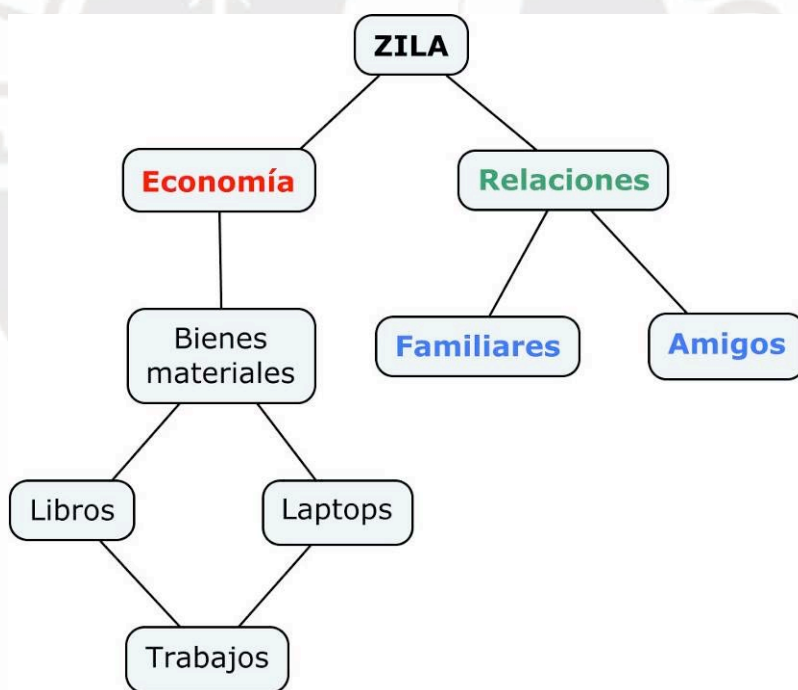 ZILA
Economía
Relaciones
Bienes
materiales
Familiares
Amigos
Libros
Laptops
Trabajos